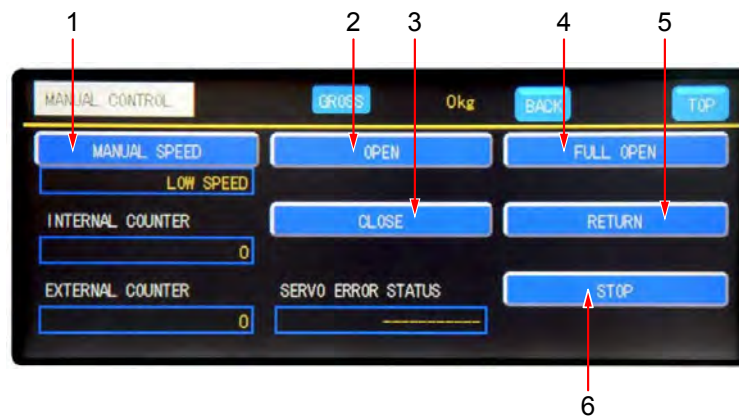 1 2 3 4 5
MANUAL CONTROL GROSS 0kg BACK TOP
MANUAL SPEED OPEN FULL OPEN
LOW SPEED
INTERNAL COUNTER CLOSE RETURN
0
EXTERNAL COUNTER SERVO ERROR STATUS STOP
0 -----------
6